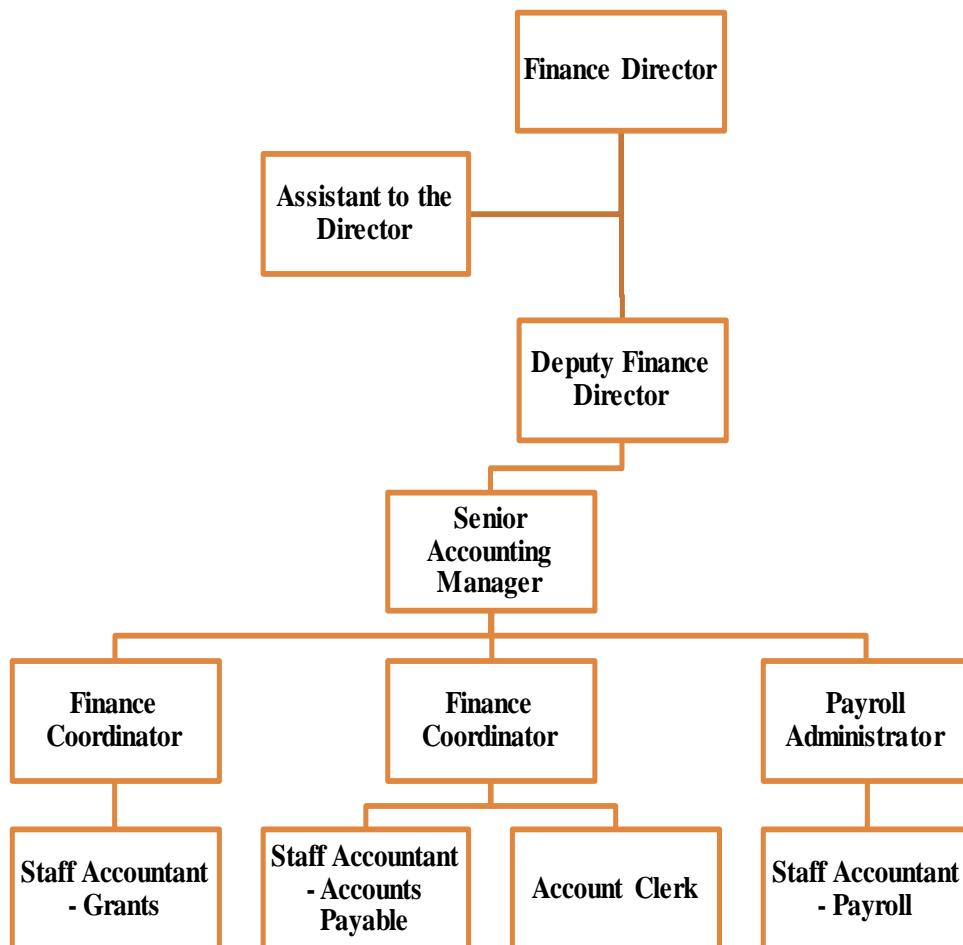 Finance Director
Assistant to the
Director
Deputy Finance
Director
Senior
Accounting
Manager
Finance
Coordinator
Finance
Coordinator
Payroll
Administrator
Staff Accountant
- Grants
Staff Accountant
- Accounts
Payable
Account Clerk
Staff Accountant
- Payroll